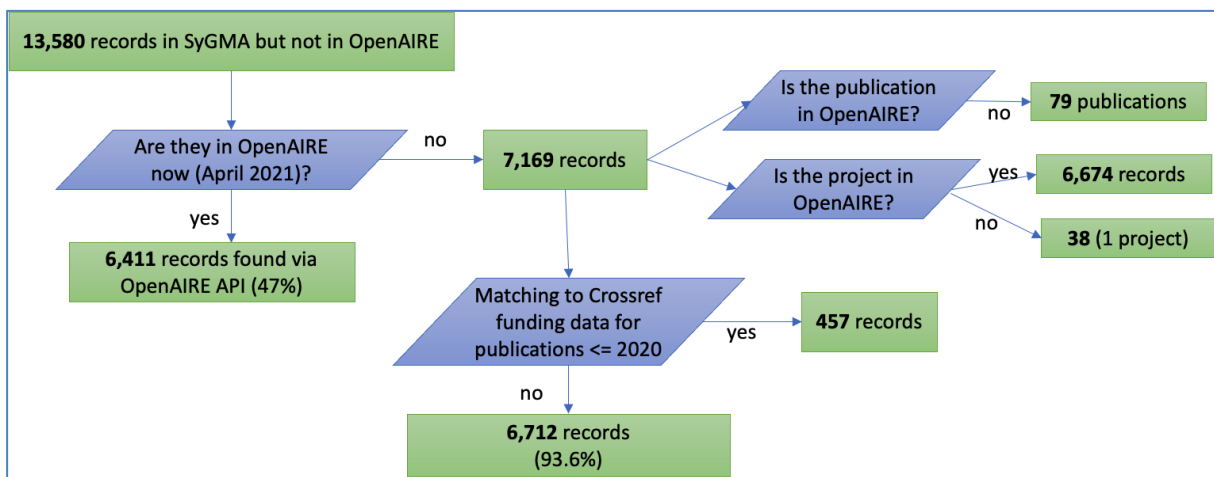 13,580 records in SyGMA but not in OpenAIRE
Are they in OpenAIRE
now (April 2021)?
no
yes
6,411 records found via
OpenAIRE API (47%)
7,169 records
Is the publication
in OpenAIRE?
no
79 publications
Is the project in
OpenAIRE?
yes
6,674 records
no
38 (1 project)
Matching to Crossref
funding data for
publications <= 2020
yes
457 records
no
6,712 records
(93.6%)